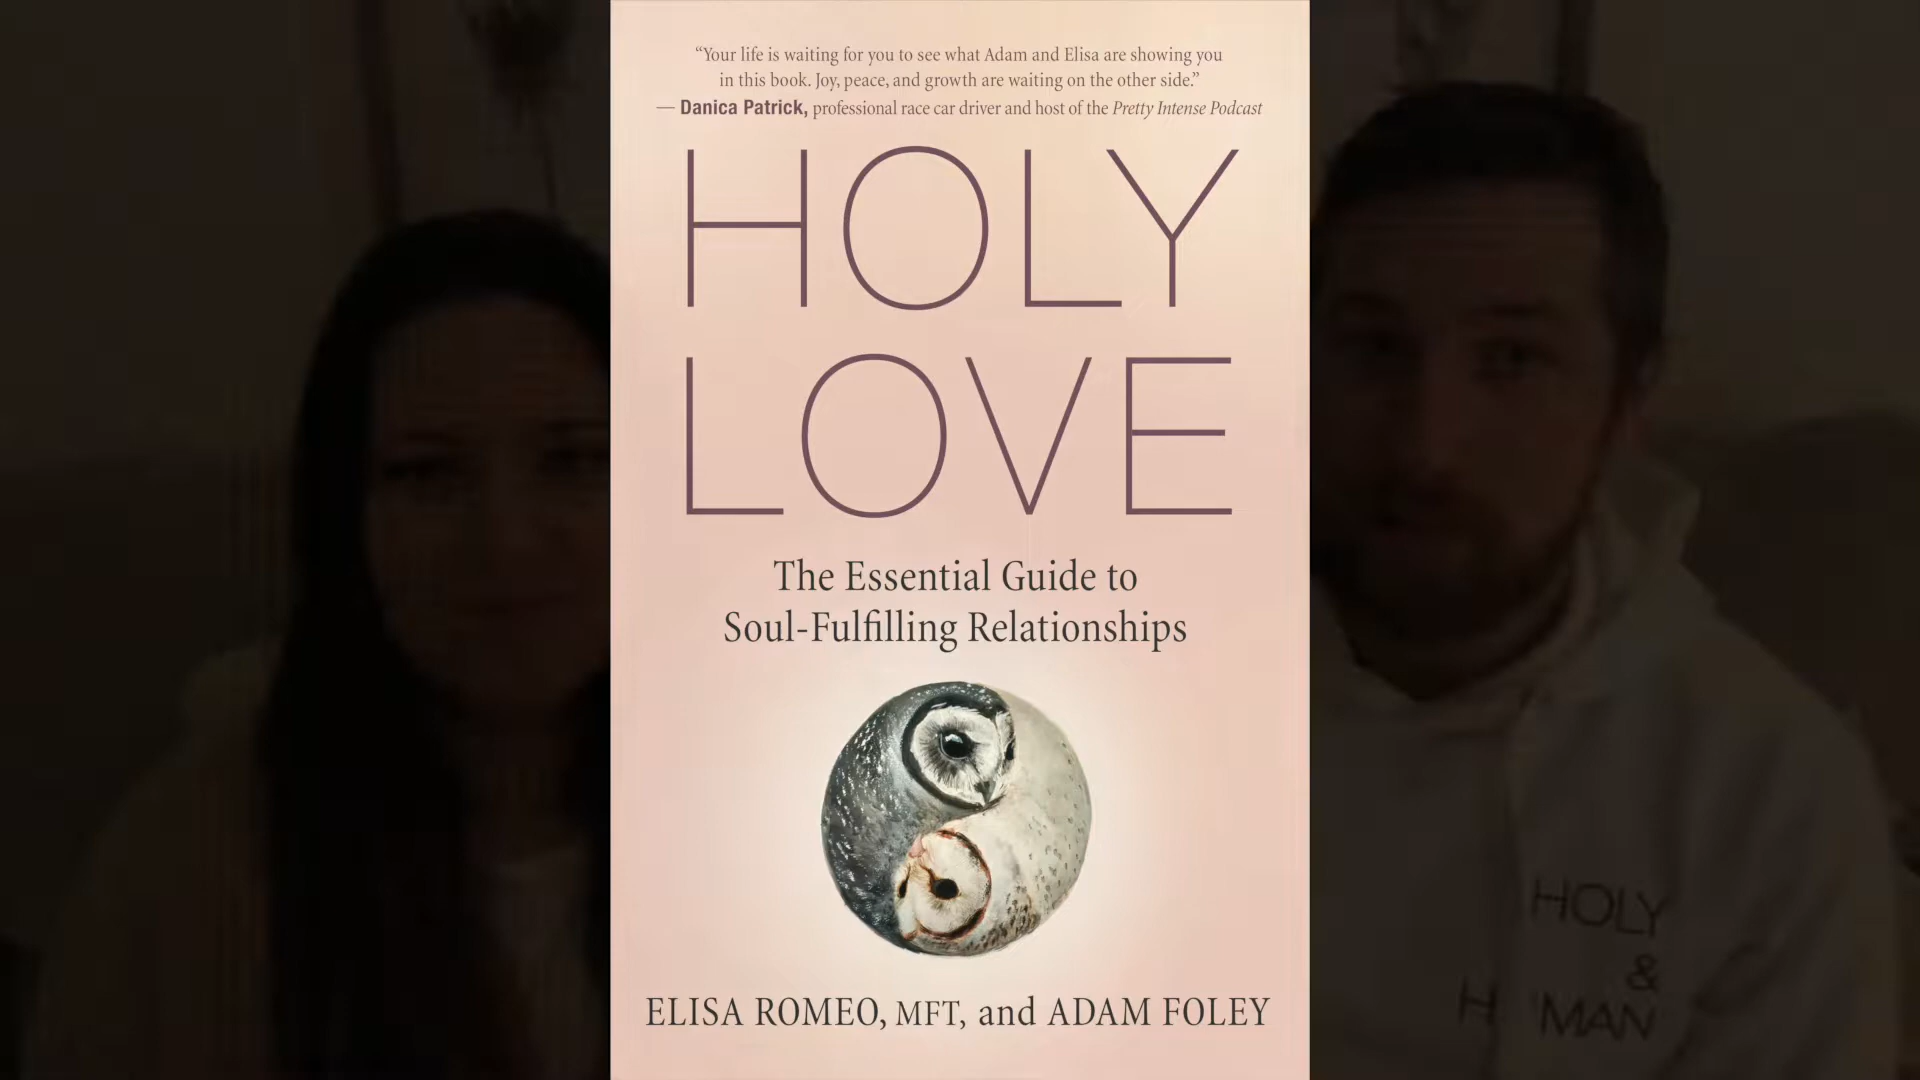 “Your life is waiting for you to see what Adam and Elisa are showing you
in this book. Joy, peace, and growth are waiting on the other side.”
— Danica Patrick, professional race car driver and host of the Pretty Intense Podcast
HOLY
LOVE
The Essential Guide to
Soul-Fulfilling Relationships
ELISA ROMEO, MFT, and ADAM FOLEY
HOLY
&